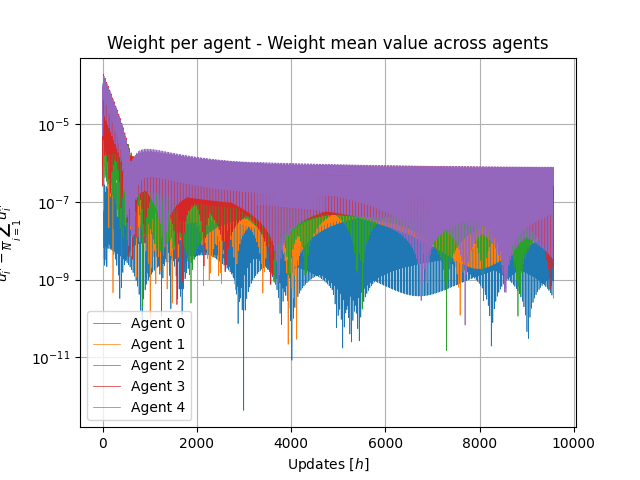 Weight per agent - Weight mean value across agents
10⁻⁵
10⁻⁷
10⁻⁹
10⁻¹¹
Agent 0
Agent 1
Agent 2
Agent 3
Agent 4
0
2000
4000
6000
8000
10000
Updates [h]